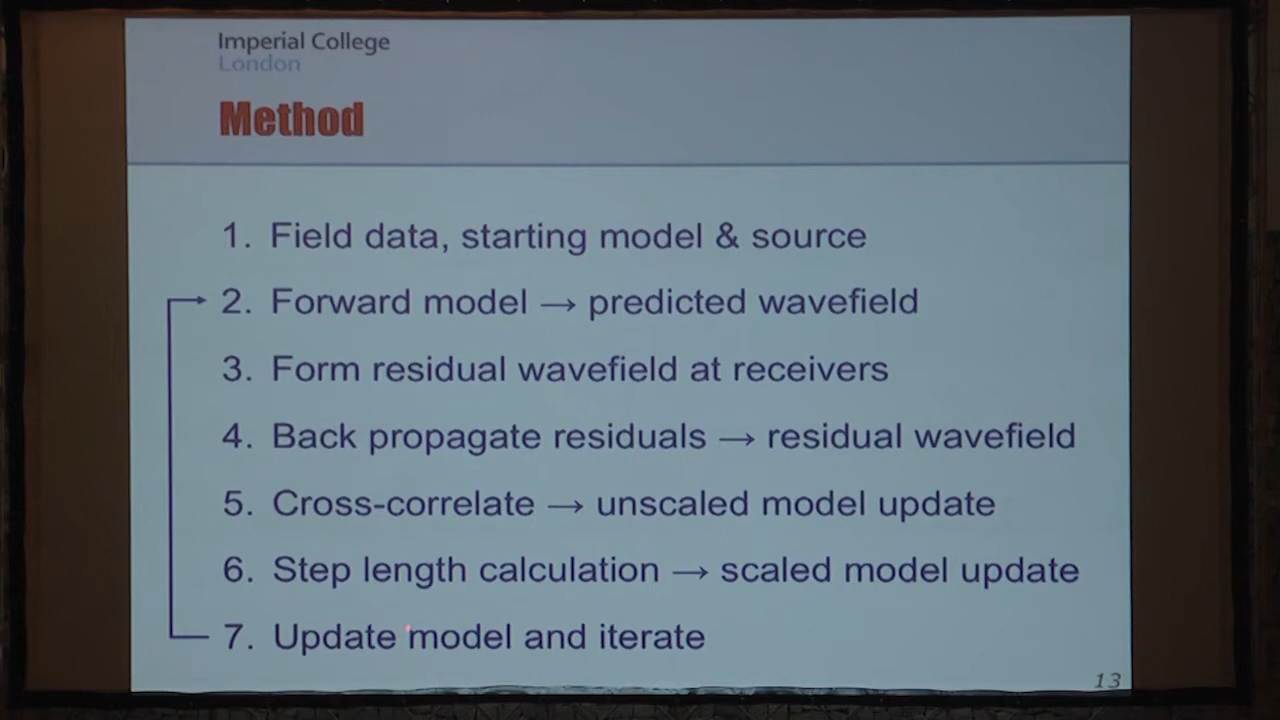 Imperial College
London
Method
1. Field data, starting model & source
2. Forward model → predicted wavefield
3. Form residual wavefield at receivers
4. Back propagate residuals → residual wavefield
5. Cross-correlate → unscaled model update
6. Step length calculation → scaled model update
7. Update model and iterate
13